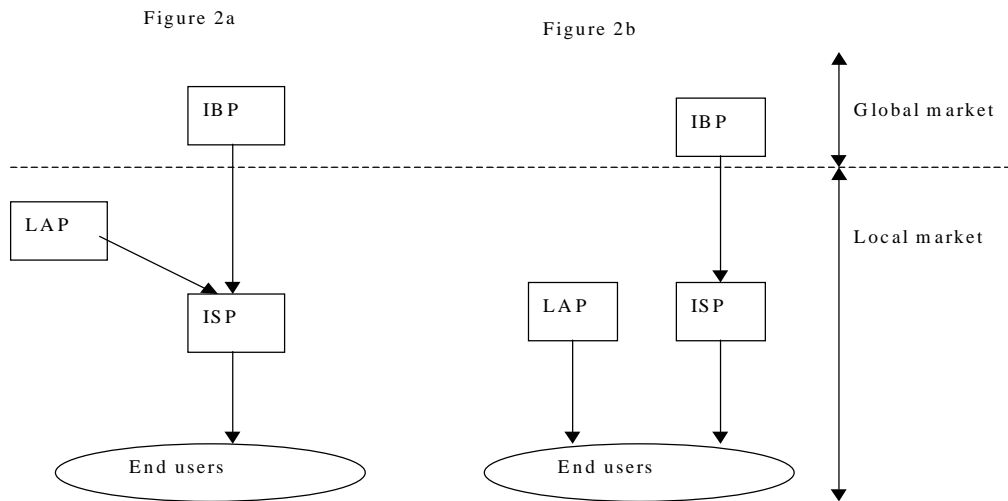 Figure 2a
Figure 2b
IBP
IBP
Global market
LAP
Local market
LAP
ISP
ISP
End users
End users